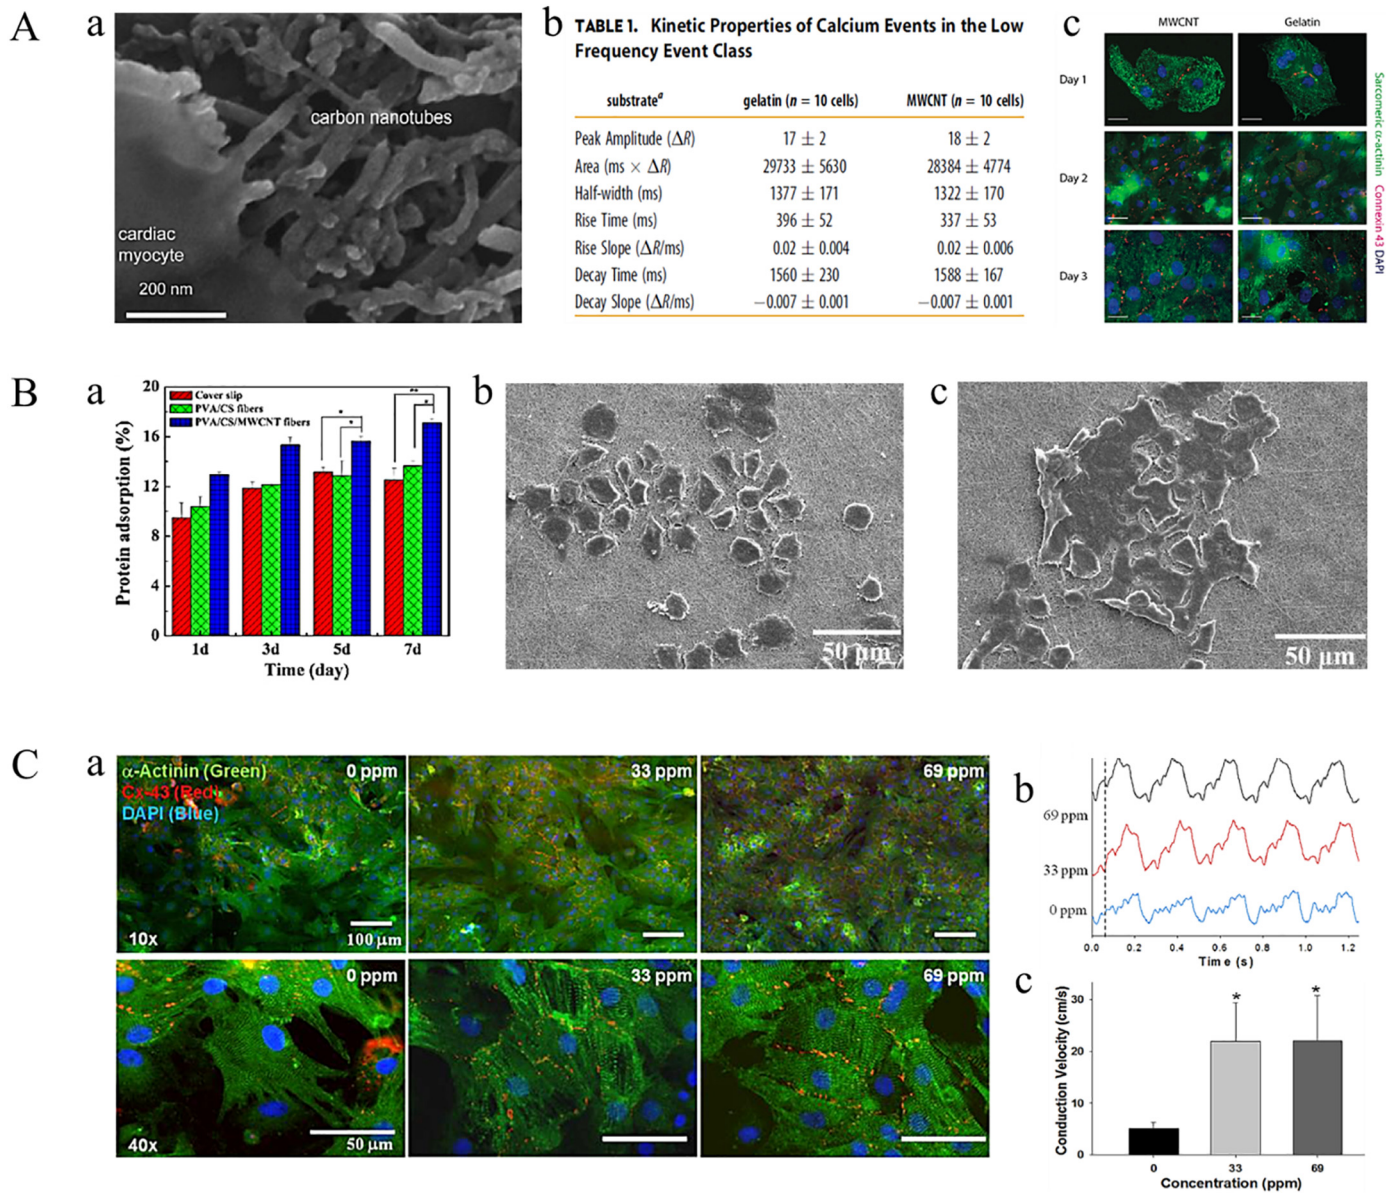 A
a
carbon nanotubes
cardiac
myocyte
200 nm
b
TABLE 1. Kinetic Properties of Calcium Events in the Low
Frequency Event Class
substrateᵃ gelatin (n = 10 cells) MWCNT (n = 10 cells)
Peak Amplitude (ΔR) 17 ± 2 18 ± 2
Area (ms × ΔR) 29733 ± 5630 28384 ± 4774
Half-width (ms) 1377 ± 171 1322 ± 170
Rise Time (ms) 396 ± 52 337 ± 53
Rise Slope (ΔR/ms) 0.02 ± 0.004 0.02 ± 0.006
Decay Time (ms) 1560 ± 230 1588 ± 167
Decay Slope (ΔR/ms) −0.007 ± 0.001 −0.007 ± 0.001
c
MWCNT Gelatin
Day 1
Day 2
Day 3
Sarcomeric α-actinin Connexin 43 DAPI
B
a
Protein adsorption (%)
20
16
12
8
4
0
Cover slip
PVA/CS fibers
PVA/CS/MWCNT fibers
* * ** *
1d 3d 5d 7d
Time (day)
b
50 μm
c
50 μm
C
a
α-Actinin (Green)
Cx-43 (Red)
DAPI (Blue)
0 ppm
10x
100 μm
33 ppm
69 ppm
0 ppm
40x
50 μm
33 ppm
69 ppm
b
69 ppm
33 ppm
0 ppm
0.0 0.2 0.4 0.6 0.8 1.0 1.2
Time (s)
c
Conduction Velocity (cm/s)
30
20
10
0
* *
0 33 69
Concentration (ppm)